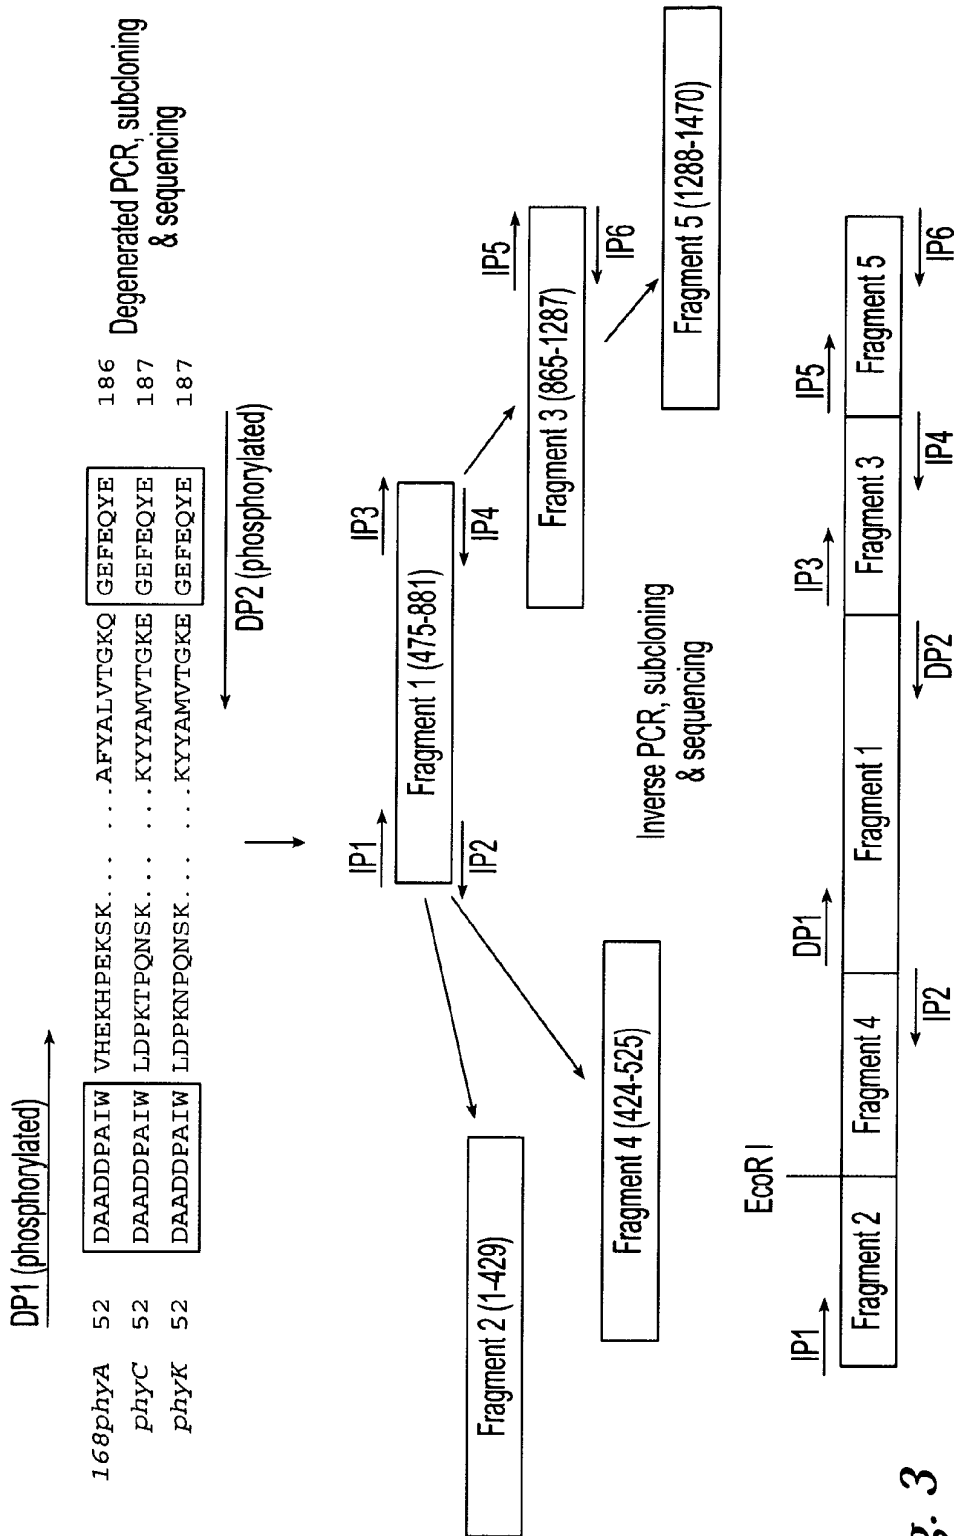 DP1 (phosphorylated)
168phyA 52 DAADDPAIW VHEKHPEKSK... ...AFYALVTGKQ GEFEQYE 186
phyC 52 DAADDPAIW LDPKTPQNSK... ...KYYAMVTGKE GEFEQYE 187
phyK 52 DAADDPAIW LDPKNPQNSK... ...KYYAMVTGKE GEFEQYE 187
DP2 (phosphorylated)
Degenerated PCR, subcloning
& sequencing
IP1
IP3
Fragment 1 (475-881)
IP2
IP4
IP5
Fragment 2 (1-429)
Fragment 3 (865-1287)
IP6
Fragment 4 (424-525)
Inverse PCR, subcloning
& sequencing
Fragment 5 (1288-1470)
EcoR I
IP1
DP1
IP3
IP5
Fragment 2
Fragment 4
Fragment 1
Fragment 3
Fragment 5
IP2
DP2
IP4
IP6
g. 3